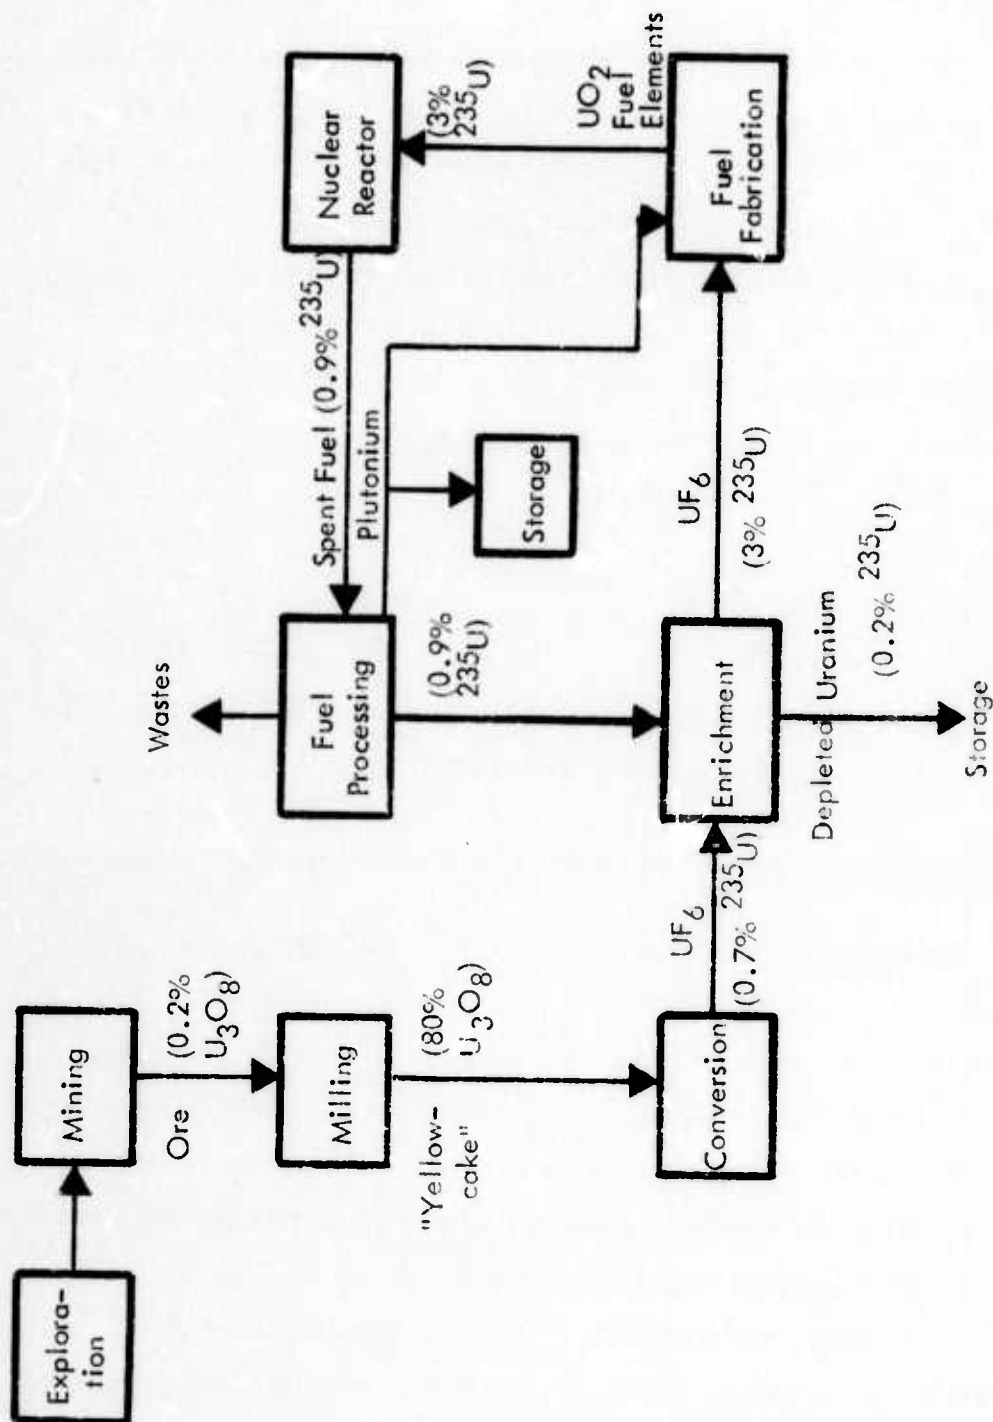 Explora-
tion
Mining
Ore
(0.2%
U3O8)
Milling
"Yellow-
cake"
(80%
U3O8)
Conversion
UF6
(0.7% 235U)
Wastes
Fuel
Processing
(0.9%
235U)
Enrichment
Depleted Uranium
(0.2% 235U)
Storage
Spent Fuel (0.9% 235U)
Plutonium
Storage
UF6
(3% 235U)
Nuclear
Reactor
(3%
235U)
UO2
Fuel
Elements
Fuel
Fabrication